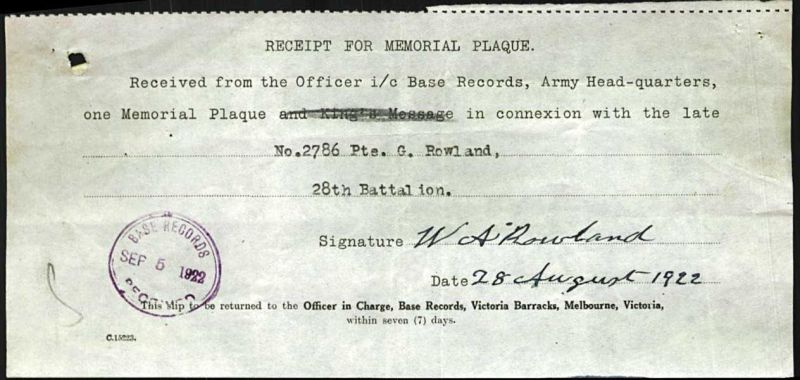 RECEIPT FOR MEMORIAL PLAQUE.
Received from the Officer i/c Base Records, Army Head-quarters,
one Memorial Plaque and King's Message in connexion with the late
No.2786 Pte. G. Rowland,
28th Battalion.
Signature W A Rowland
Date 28 August 1922
BASE RECORDS
SEP 5 1922
This slip to be returned to the Officer in Charge, Base Records, Victoria Barracks, Melbourne, Victoria,
within seven (7) days.
C.15223.